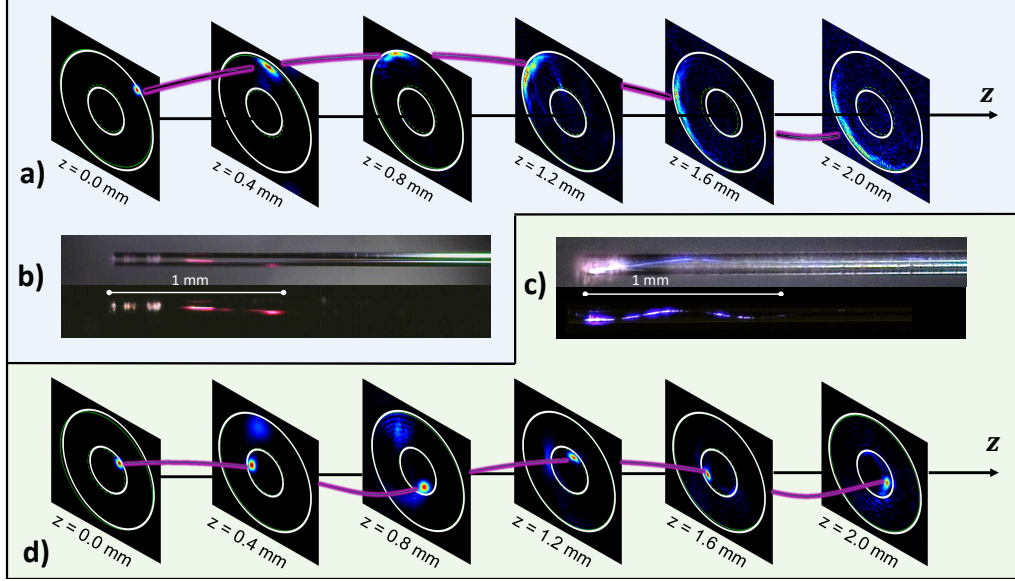 z
z = 0.0 mm
z = 0.4 mm
z = 0.8 mm
z = 1.2 mm
z = 1.6 mm
z = 2.0 mm
a)
b)
1 mm
c)
1 mm
z
z = 0.0 mm
z = 0.4 mm
z = 0.8 mm
z = 1.2 mm
z = 1.6 mm
z = 2.0 mm
d)